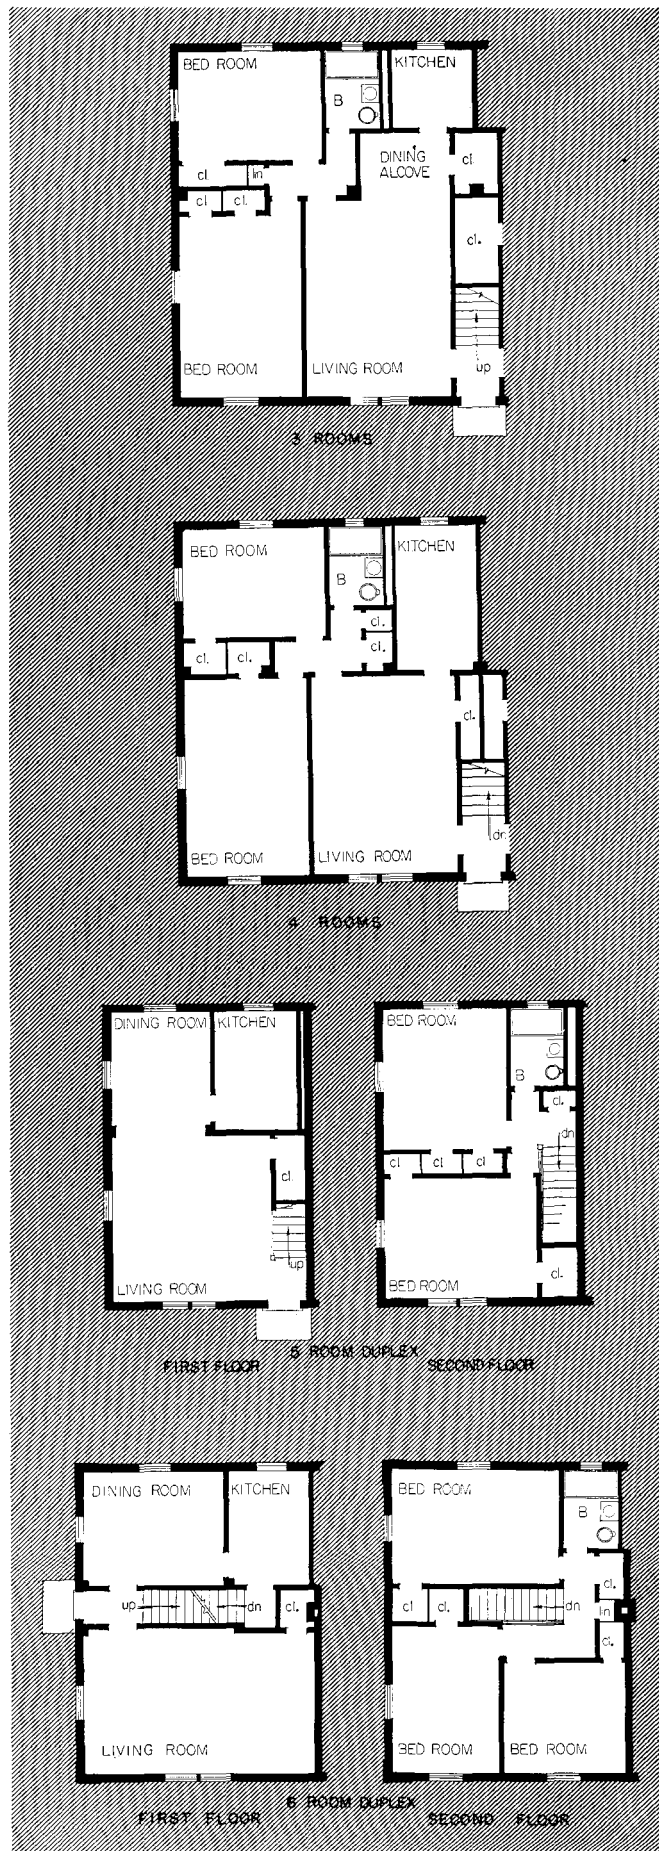 BED ROOM
KITCHEN
B
DINING
ALCOVE
cl.
cl.
lin
cl.
cl.
cl.
up
BED ROOM
LIVING ROOM
3 ROOMS
BED ROOM
KITCHEN
B
cl.
cl.
cl.
cl.
cl.
dn
BED ROOM
LIVING ROOM
4 ROOMS
DINING ROOM
KITCHEN
cl.
up
LIVING ROOM
BED ROOM
B
cl.
dn
cl.
cl
cl
cl.
BED ROOM
5 ROOM DUPLEX
FIRST FLOOR
SECOND FLOOR
DINING ROOM
KITCHEN
up
dn
cl.
LIVING ROOM
BED ROOM
B
cl.
cl
cl.
dn
lin
cl.
BED ROOM
BED ROOM
6 ROOM DUPLEX
FIRST FLOOR
SECOND FLOOR